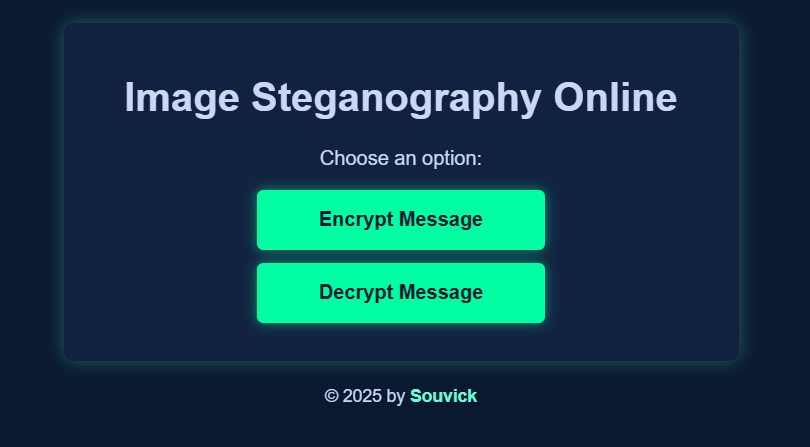 Image Steganography Online
Choose an option:
Encrypt Message
Decrypt Message
© 2025 by Souvick